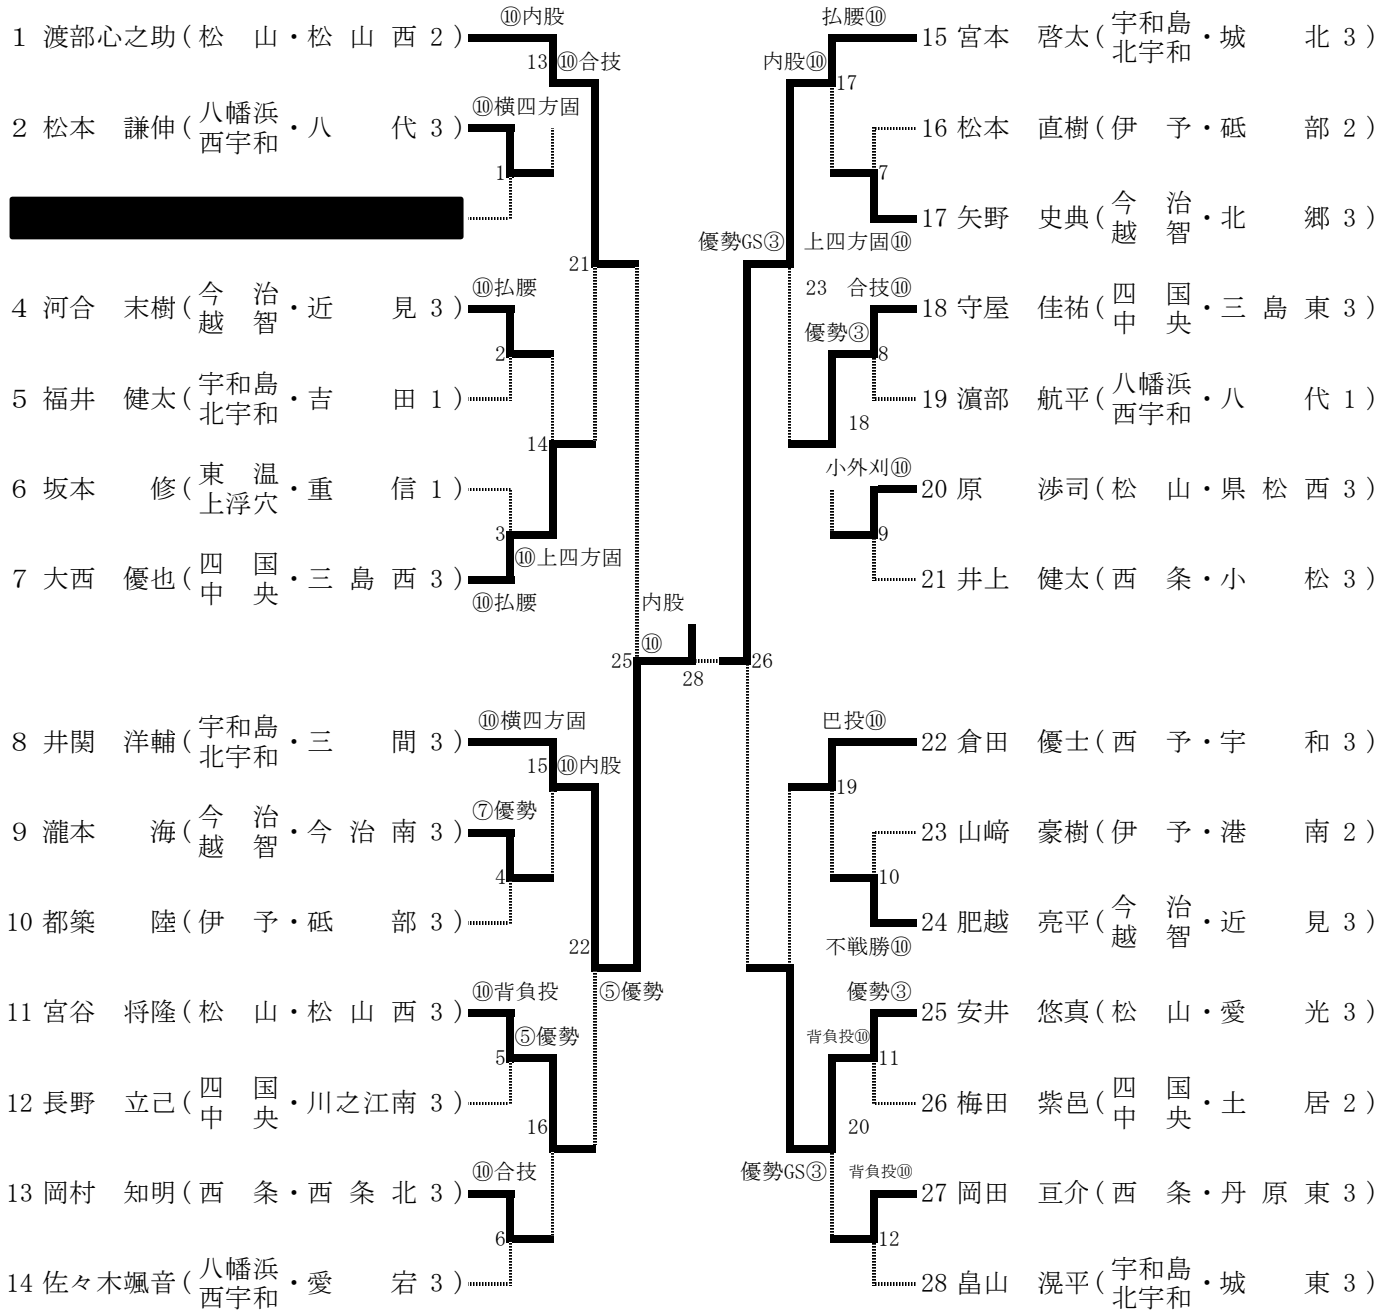 ⑩内股
1 渡部心之助(松 山・松山西 2)
13 ⑩合技
⑩横四方固
2 松本 謙伸(八幡浜西宇和・八 代 3)
1
21
⑩払腰
4 河合 末樹(今治越智・近 見 3)
2
5 福井 健太(宇和島北宇和・吉 田 1)
14
6 坂本 修(東温上浮穴・重 信 1)
3
⑩上四方固
7 大西 優也(四国中央・三島西 3)
⑩払腰
内股
⑩
25
28
26
⑩横四方固
8 井関 洋輔(宇和島北宇和・三 間 3)
15 ⑩内股
⑦優勢
9 瀧本 海(今治越智・今治南 3)
4
10 都築 陸(伊 予・砥 部 3)
22
⑩背負投
⑤優勢
11 宮谷 将隆(松 山・松山西 3)
⑤優勢
5
12 長野 立己(四国中央・川之江南 3)
16
⑩合技
13 岡村 知明(西 条・西条北 3)
6
14 佐々木颯音(八幡浜西宇和・愛 宕 3)
払腰⑩
15 宮本 啓太(宇和島北宇和・城 北 3)
内股⑩
17
16 松本 直樹(伊 予・砥 部 2)
7
17 矢野 史典(今治越智・北 郷 3)
優勢GS③
上四方固⑩
23
合技⑩
18 守屋 佳祐(四国中央・三島東 3)
優勢③
8
19 濵部 航平(八幡浜西宇和・八 代 1)
18
小外刈⑩
20 原 渉司(松 山・県松西 3)
9
21 井上 健太(西 条・小 松 3)
巴投⑩
22 倉田 優士(西 予・宇 和 3)
19
23 山﨑 豪樹(伊 予・港 南 2)
10
24 肥越 亮平(今治越智・近 見 3)
不戦勝⑩
優勢③
25 安井 悠真(松 山・愛 光 3)
背負投⑩
11
26 梅田 紫邑(四国中央・土 居 2)
20
優勢GS③
背負投⑩
27 岡田 亘介(西 条・丹原東 3)
12
28 畠山 滉平(宇和島北宇和・城 東 3)